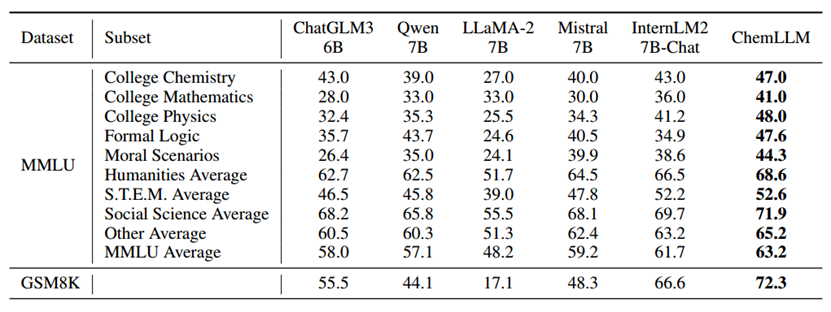 Dataset Subset ChatGLM3 6B Qwen 7B LLaMA-2 7B Mistral 7B InternLM2 7B-Chat ChemLLM
MMLU College Chemistry 43.0 39.0 27.0 40.0 43.0 47.0
College Mathematics 28.0 33.0 33.0 30.0 36.0 41.0
College Physics 32.4 35.3 25.5 34.3 41.2 48.0
Formal Logic 35.7 43.7 24.6 40.5 34.9 47.6
Moral Scenarios 26.4 35.0 24.1 39.9 38.6 44.3
Humanities Average 62.7 62.5 51.7 64.5 66.5 68.6
S.T.E.M. Average 46.5 45.8 39.0 47.8 52.2 52.6
Social Science Average 68.2 65.8 55.5 68.1 69.7 71.9
Other Average 60.5 60.3 51.3 62.4 63.2 65.2
MMLU Average 58.0 57.1 48.2 59.2 61.7 63.2
GSM8K 55.5 44.1 17.1 48.3 66.6 72.3